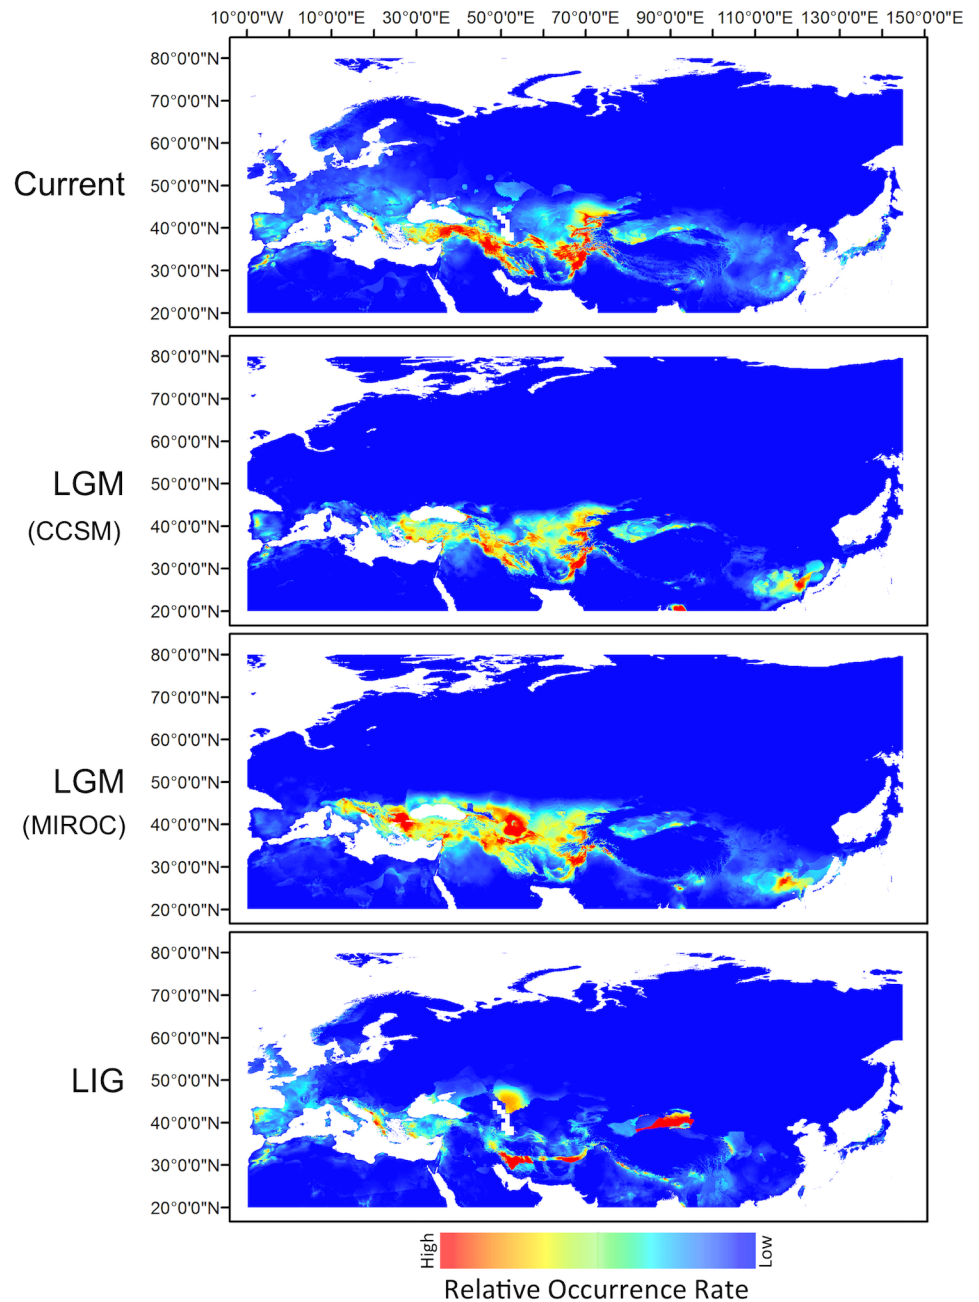 10°0'0"W 10°0'0"E 30°0'0"E 50°0'0"E 70°0'0"E 90°0'0"E 110°0'0"E 130°0'0"E 150°0'0"E
80°0'0"N
70°0'0"N
60°0'0"N
Current
50°0'0"N
40°0'0"N
30°0'0"N
20°0'0"N
80°0'0"N
70°0'0"N
60°0'0"N
LGM
50°0'0"N
(CCSM)
40°0'0"N
30°0'0"N
20°0'0"N
80°0'0"N
70°0'0"N
60°0'0"N
LGM
50°0'0"N
(MIROC)
40°0'0"N
30°0'0"N
20°0'0"N
80°0'0"N
70°0'0"N
60°0'0"N
LIG
50°0'0"N
40°0'0"N
30°0'0"N
20°0'0"N
High
Low
Relative Occurrence Rate